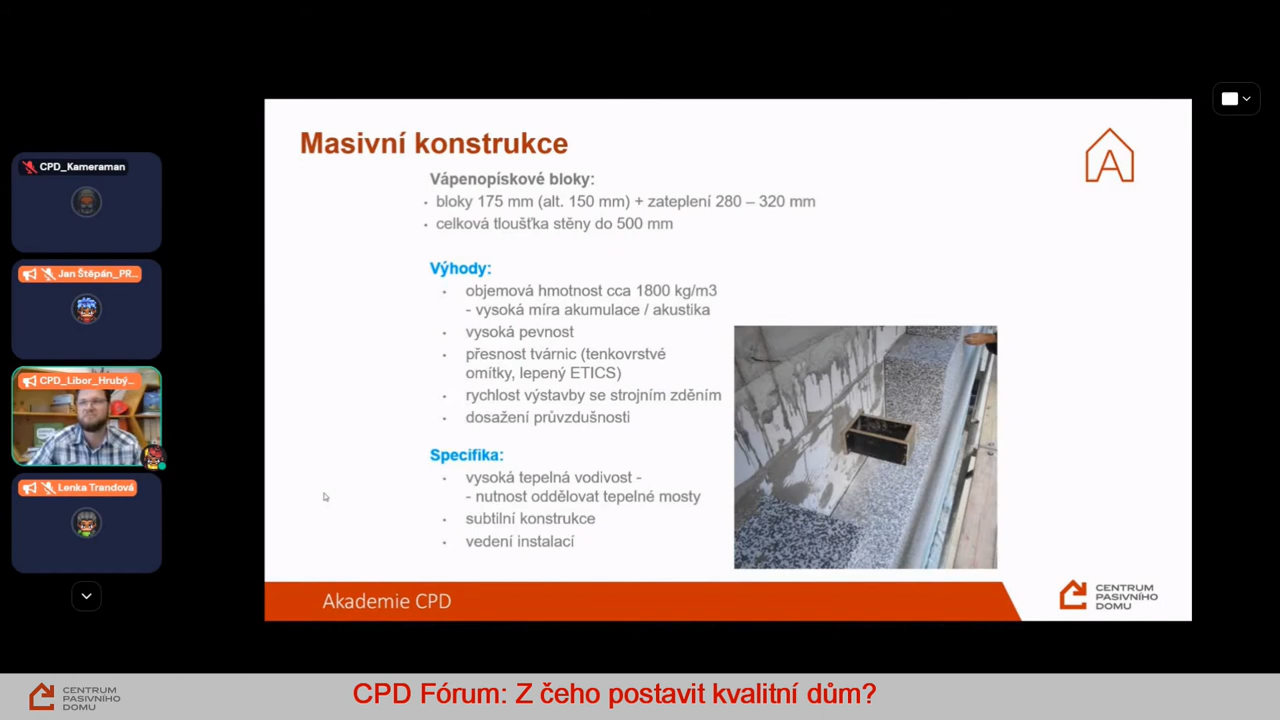 CPD_Kameraman
Jan Štěpán_PR...
CPD_Libor_Hrubý...
Lenka Trandová
Masivní konstrukce
A
Vápenopískové bloky:
· bloky 175 mm (alt. 150 mm) + zateplení 280 – 320 mm
· celková tloušťka stěny do 500 mm
Výhody:
· objemová hmotnost cca 1800 kg/m3
- vysoká míra akumulace / akustika
· vysoká pevnost
· přesnost tvárnic (tenkovrstvé
omítky, lepený ETICS)
· rychlost výstavby se strojním zděním
· dosažení průvzdušnosti
Specifika:
· vysoká tepelná vodivost -
- nutnost oddělovat tepelné mosty
· subtilní konstrukce
· vedení instalací
Akademie CPD
CENTRUM
PASIVNÍHO
DOMU
CENTRUM
PASIVNÍHO
DOMU
CPD Fórum: Z čeho postavit kvalitní dům?